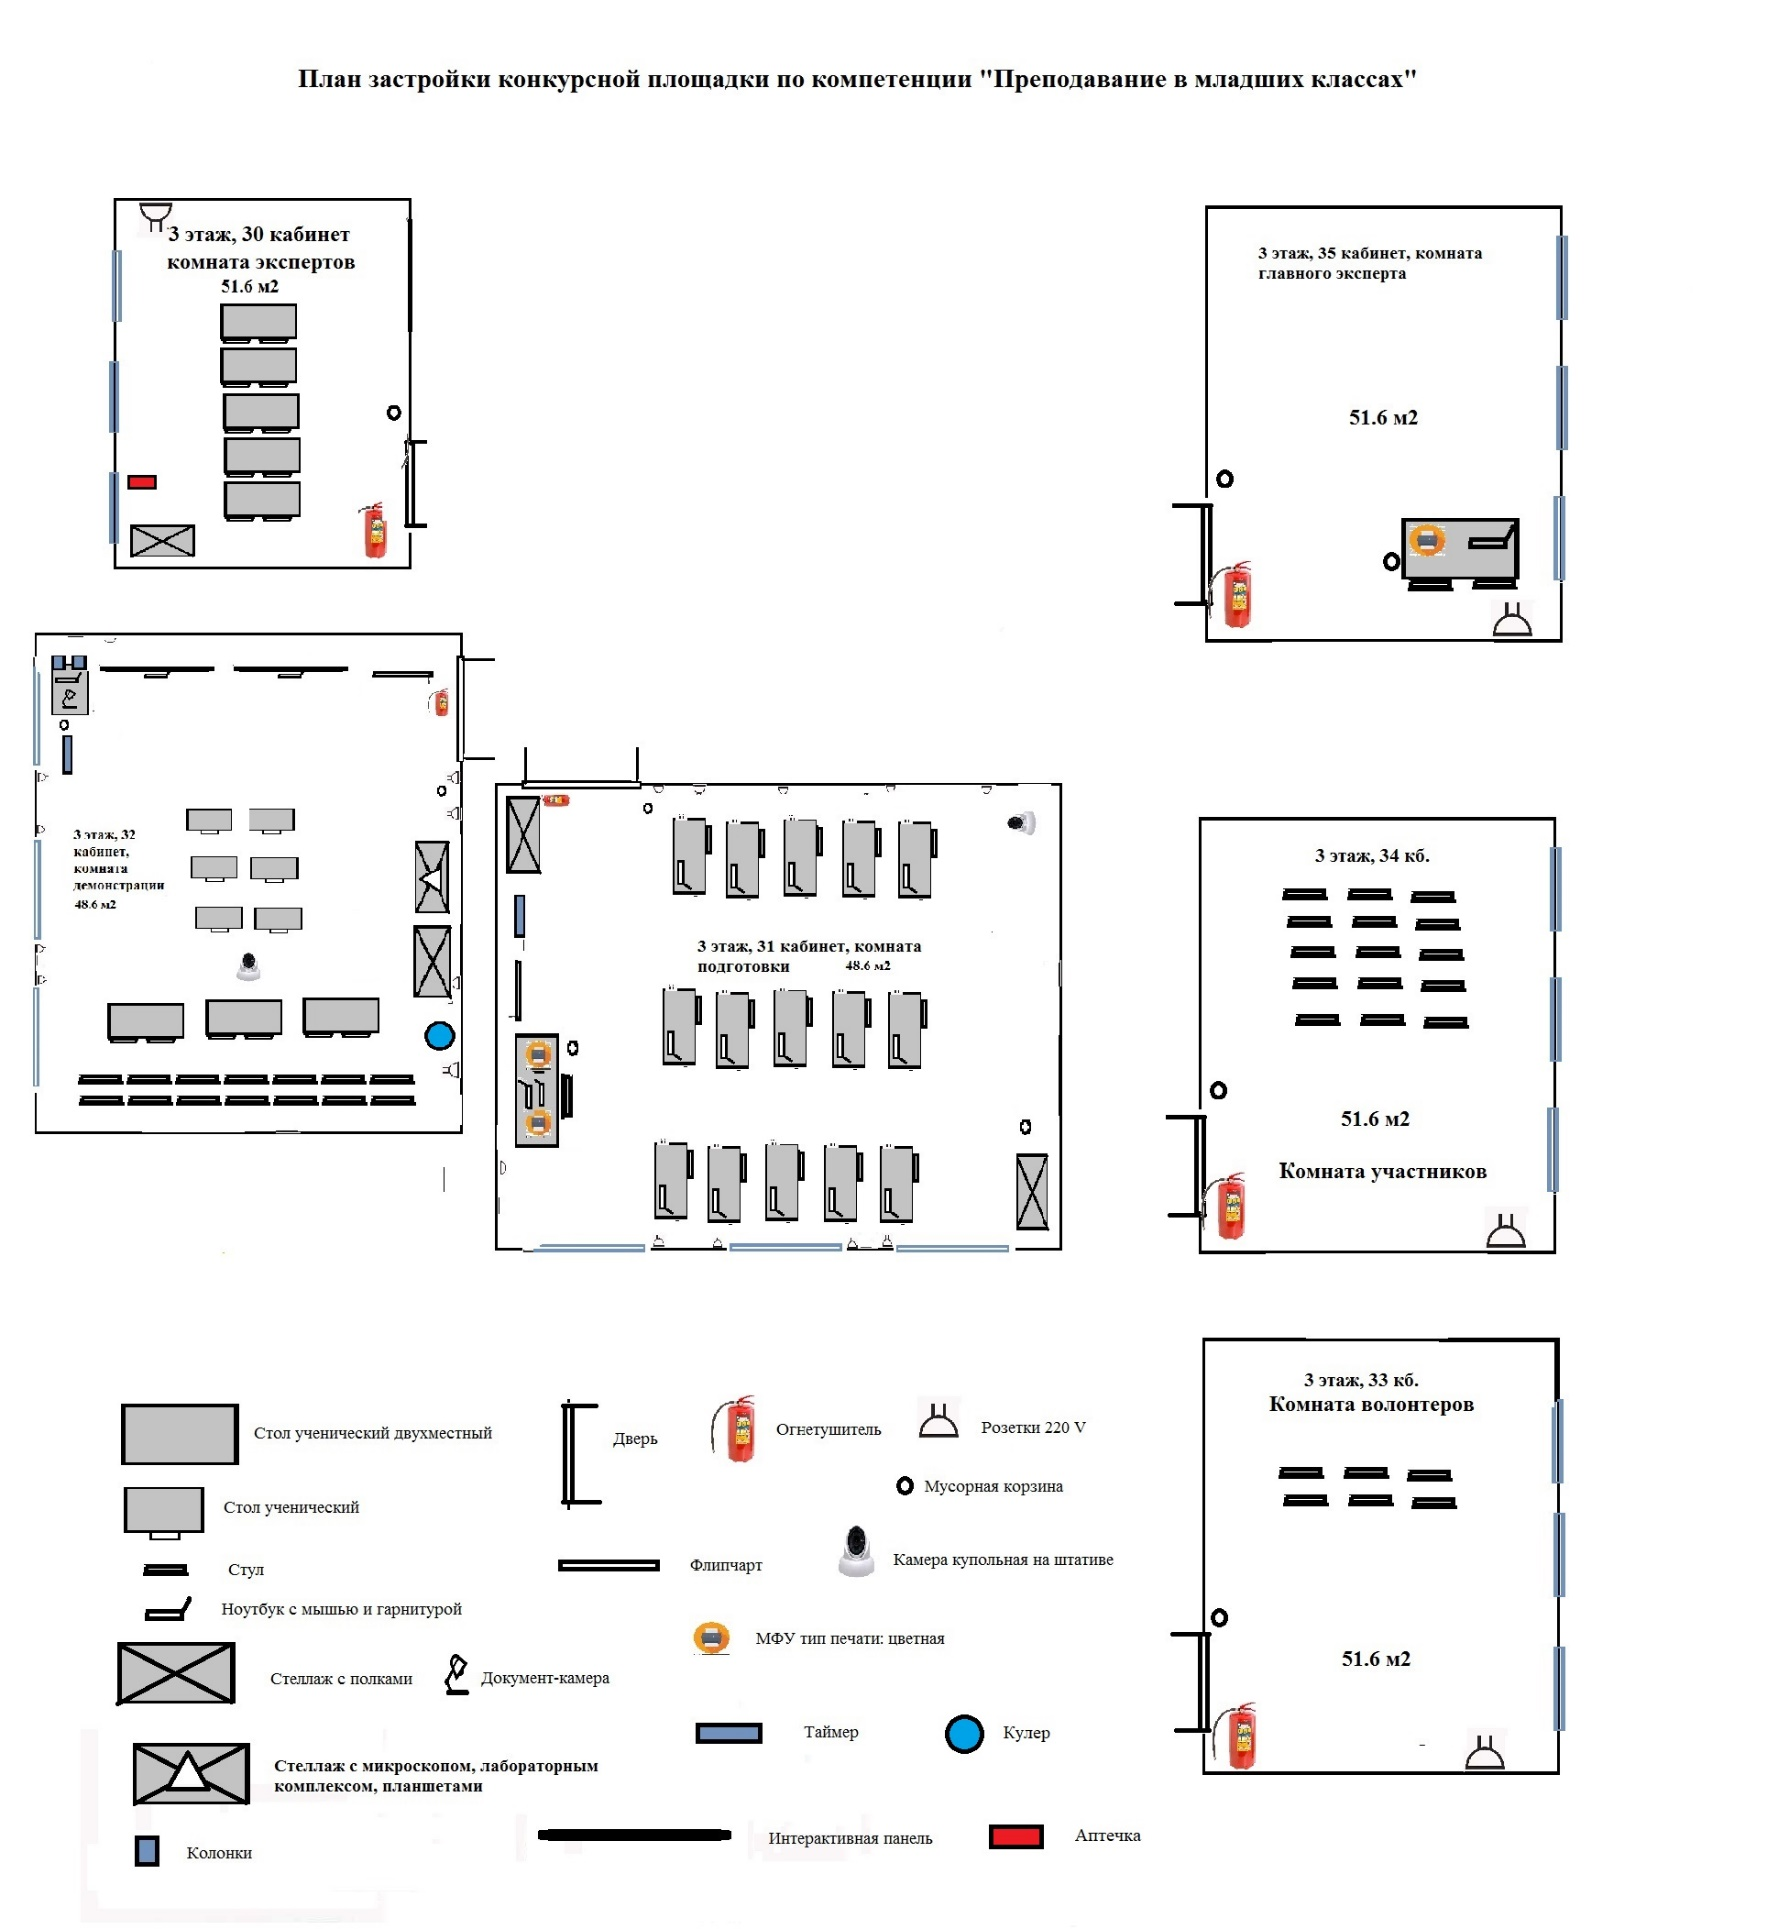 План застройки конкурсной площадки по компетенции "Преподавание в младших классах"
3 этаж, 30 кабинет
комната экспертов
51.6 м2
3 этаж, 35 кабинет, комната
главного эксперта
51.6 м2
3 этаж, 32
кабинет,
комната
демонстрации
48.6 м2
3 этаж, 31 кабинет, комната
подготовки 48.6 м2
3 этаж, 34 кб.
51.6 м2
Комната участников
3 этаж, 33 кб.
Комната волонтеров
51.6 м2
Стол ученический двухместный
Дверь
Огнетушитель
Розетки 220 V
Стол ученический
Мусорная корзина
Стул
Флипчарт
Камера купольная на штативе
Ноутбук с мышью и гарнитурой
МФУ тип печати: цветная
Стеллаж с полками
Документ-камера
Таймер
Кулер
Стеллаж с микроскопом, лабораторным
комплексом, планшетами
Колонки
Интерактивная панель
Аптечка